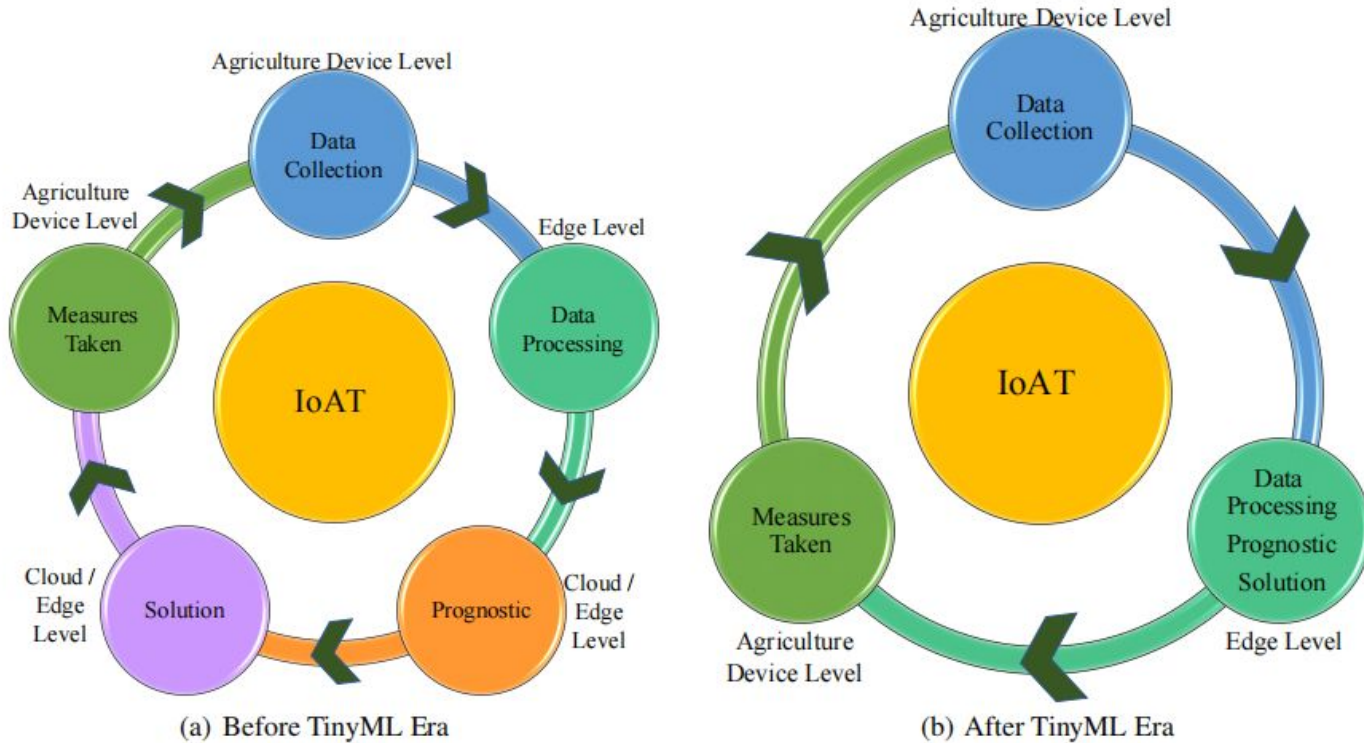 Agriculture Device Level
Data
Collection
Agriculture
Device Level
Edge Level
Measures
Taken
IoAT
Data
Processing
Cloud /
Edge
Level
Solution
Prognostic
Cloud /
Edge
Level
(a) Before TinyML Era
Agriculture Device Level
Data
Collection
IoAT
Measures
Taken
Data
Processing
Prognostic
Solution
Agriculture
Device Level
Edge Level
(b) After TinyML Era